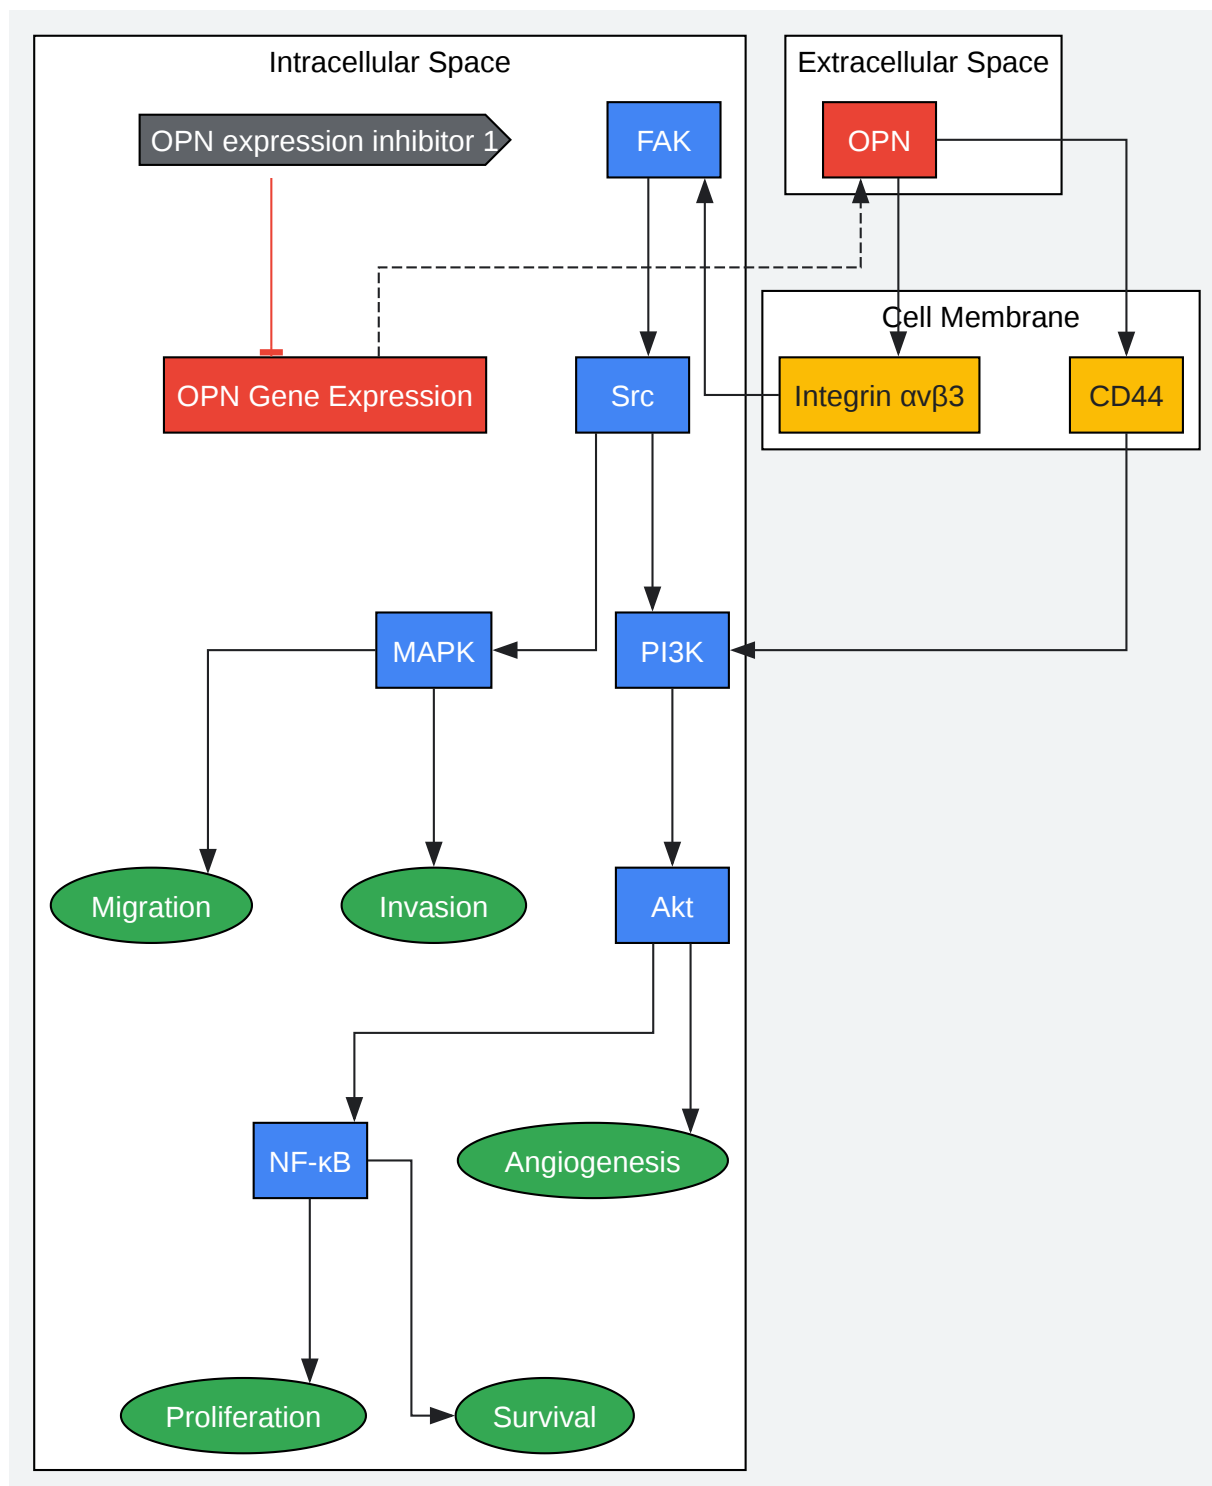 Intracellular Space
Extracellular Space
OPN expression inhibitor 1
FAK
OPN
Cell Membrane
OPN Gene Expression
Src
Integrin αvβ3
CD44
MAPK
PI3K
Migration
Invasion
Akt
NF-κB
Angiogenesis
Proliferation
Survival